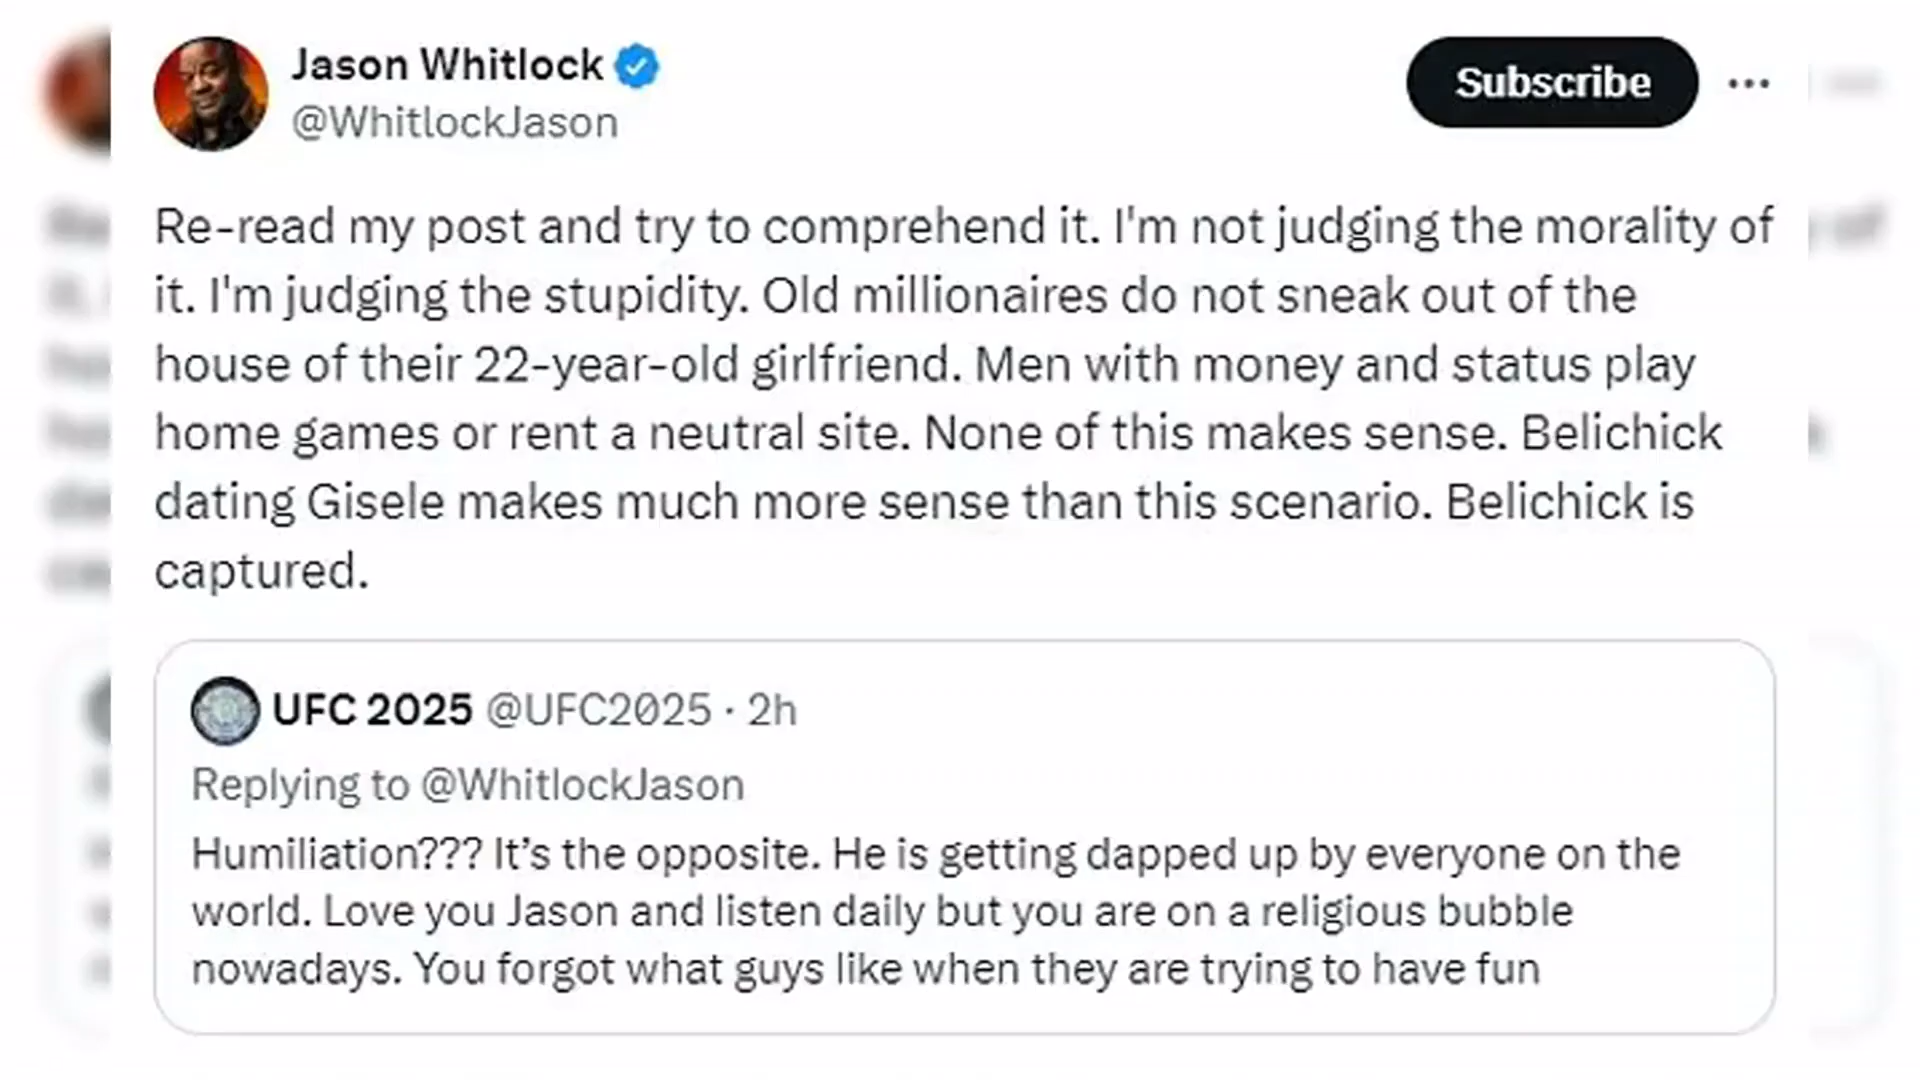 Jason Whitlock
@WhitlockJason
Subscribe
Re-read my post and try to comprehend it. I'm not judging the morality of
it. I'm judging the stupidity. Old millionaires do not sneak out of the
house of their 22-year-old girlfriend. Men with money and status play
home games or rent a neutral site. None of this makes sense. Belichick
dating Gisele makes much more sense than this scenario. Belichick is
captured.
UFC 2025 @UFC2025 · 2h
Replying to @WhitlockJason
Humiliation??? It’s the opposite. He is getting dapped up by everyone on the
world. Love you Jason and listen daily but you are on a religious bubble
nowadays. You forgot what guys like when they are trying to have fun